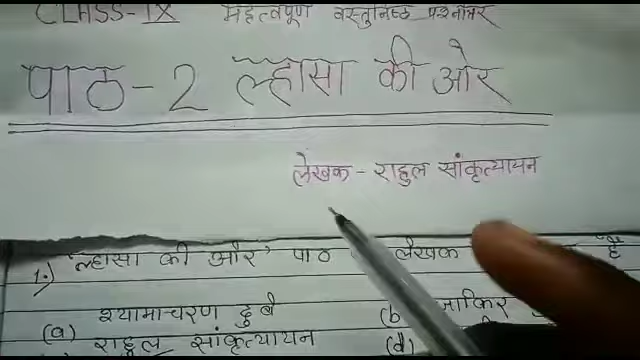 CLASS-IX महत्वपूर्ण वस्तुनिष्ठ प्रश्नोत्तर
पाठ-2 ल्हासा की ओर
लेखक - राहुल सांकृत्यायन
1.) 'ल्हासा की ओर' पाठ लेखक हैं
(a) श्यामाचरण दुबे (b) जाकिर
राहुल सांकृत्यायन (d)